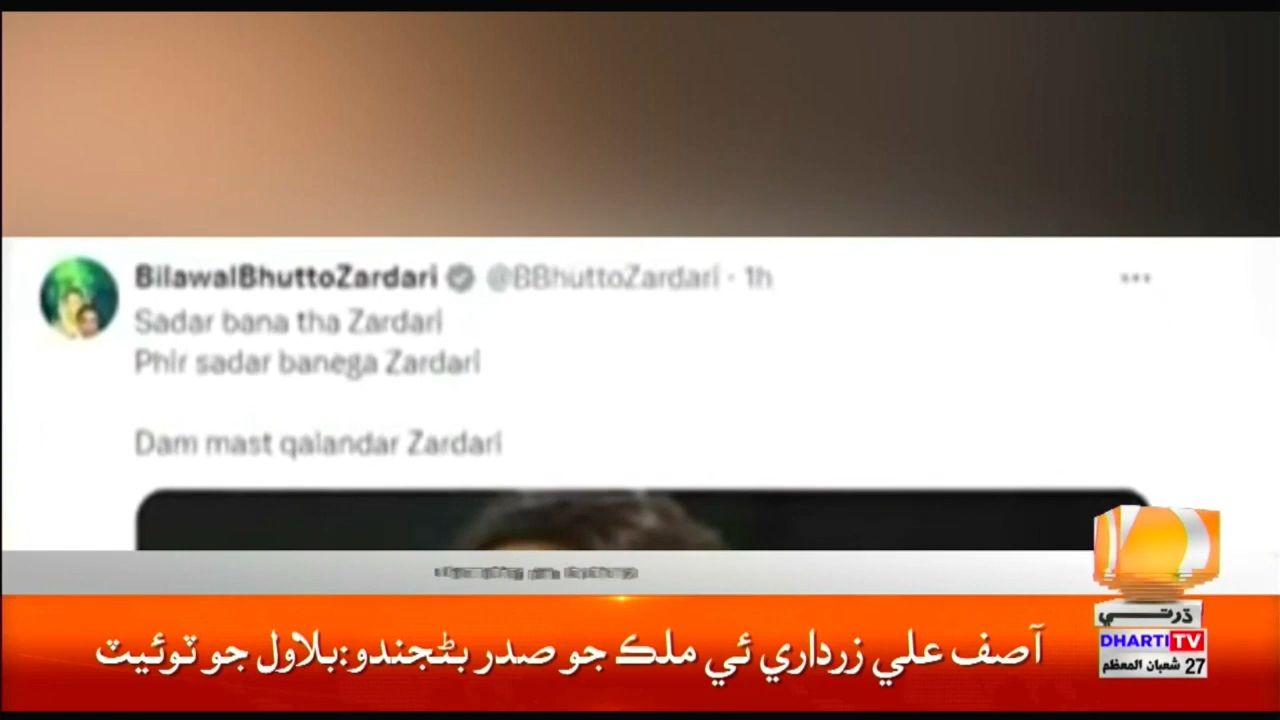 BilawalBhuttoZardari @BBhuttoZardari · 1h
Sadar bana tha Zardari
Phir sadar banega Zardari
Dam mast qalandar Zardari
آصف علي زرداري ئي ملڪ جو صدر بڻجندو:بلاول جو ٽوئيٽ
ڌرتي
DHARTI TV
27 شعبان المعظم